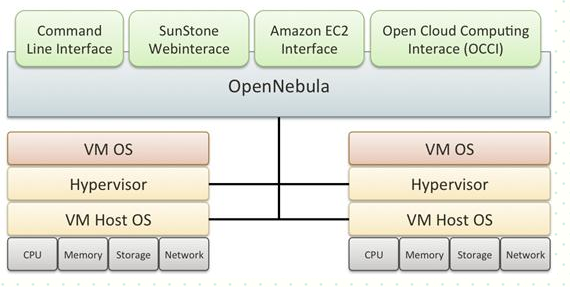 Command
Line Interface
SunStone
Webinterace
Amazon EC2
Interface
Open Cloud Computing
Interace (OCCI)
OpenNebula
VM OS
Hypervisor
VM Host OS
CPU
Memory
Storage
Network
VM OS
Hypervisor
VM Host OS
CPU
Memory
Storage
Network